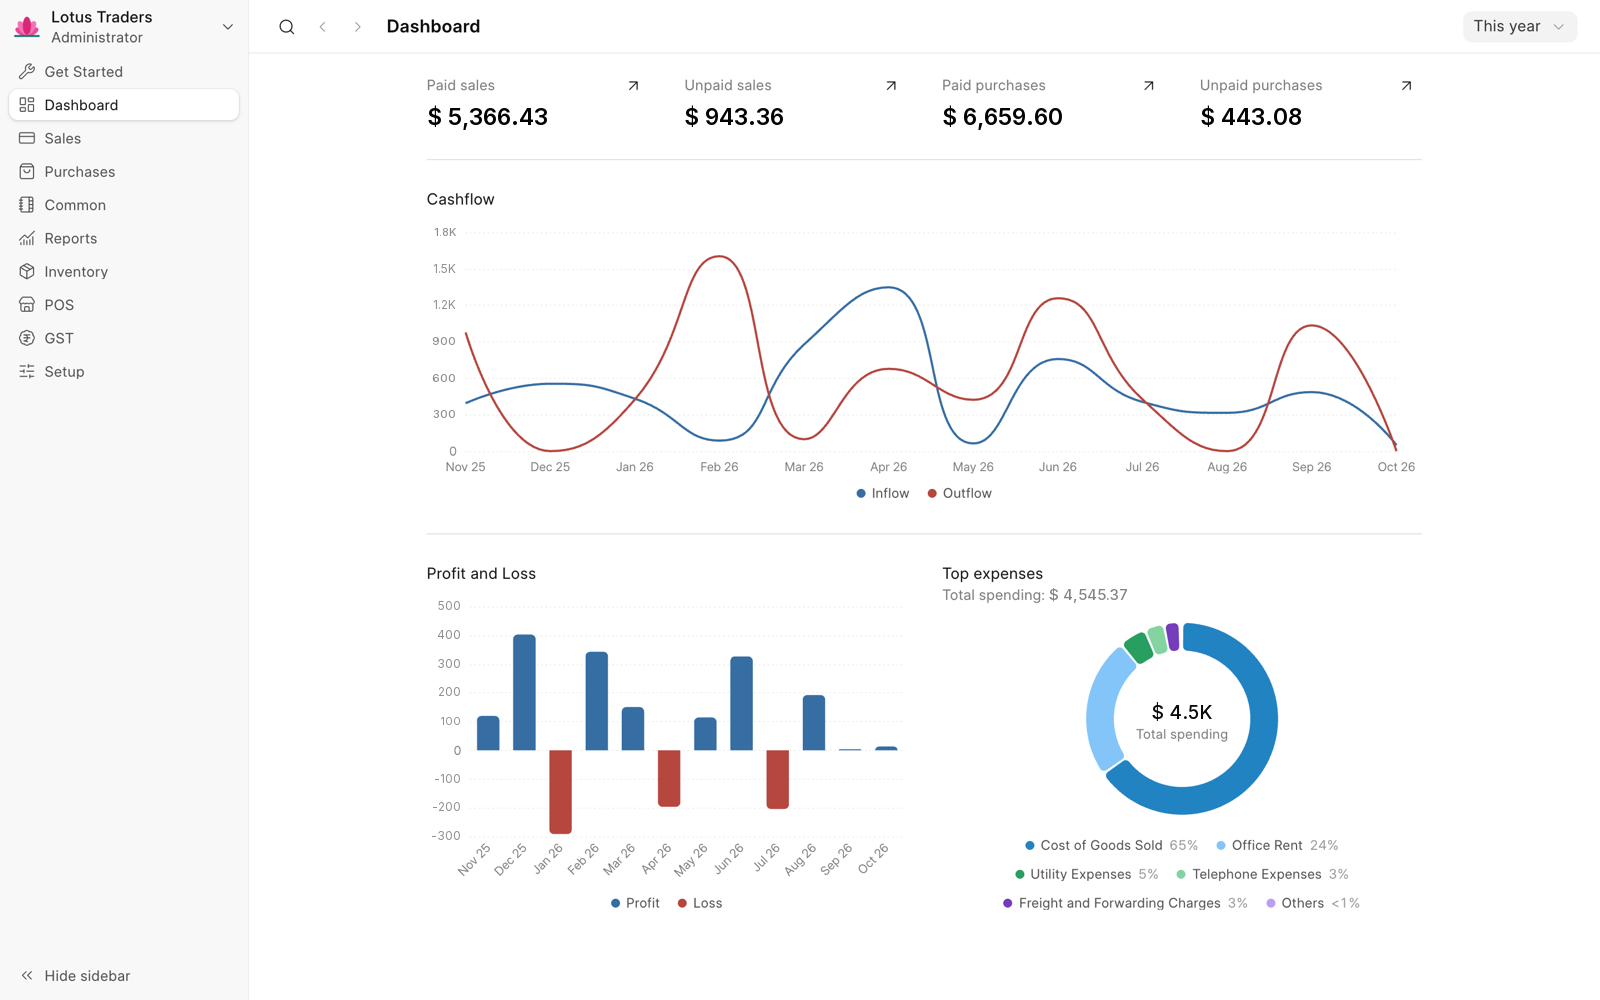 Lotus Traders
Administrator
Get Started
Dashboard
Sales
Purchases
Common
Reports
Inventory
POS
GST
Setup
Hide sidebar
Dashboard
This year
Paid sales
$ 5,366.43
Unpaid sales
$ 943.36
Paid purchases
$ 6,659.60
Unpaid purchases
$ 443.08
Cashflow
1.8K
1.5K
1.2K
900
600
300
0
Nov 25 Dec 25 Jan 26 Feb 26 Mar 26 Apr 26 May 26 Jun 26 Jul 26 Aug 26 Sep 26 Oct 26
Inflow Outflow
Profit and Loss
500
400
300
200
100
0
-100
-200
-300
Nov 25 Dec 25 Jan 26 Feb 26 Mar 26 Apr 26 May 26 Jun 26 Jul 26 Aug 26 Sep 26 Oct 26
Profit Loss
Top expenses
Total spending: $ 4,545.37
$ 4.5K
Total spending
Cost of Goods Sold 65% Office Rent 24%
Utility Expenses 5% Telephone Expenses 3%
Freight and Forwarding Charges 3% Others <1%